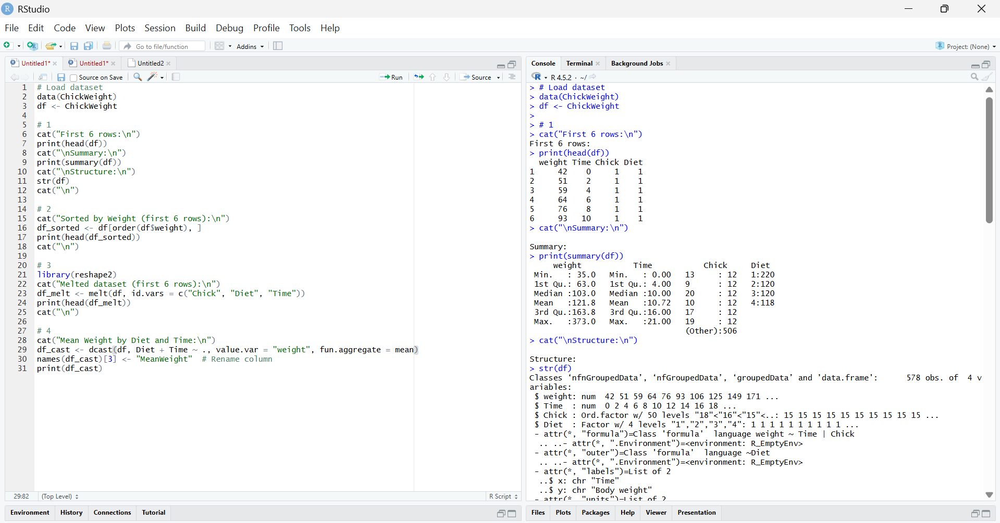 RStudio
File Edit Code View Plots Session Build Debug Profile Tools Help
Go to file/function Addins Project: (None)
Untitled1* Untitled1* Untitled2
Source on Save Run Source
1 # Load dataset
2 data(ChickWeight)
3 df <- ChickWeight
4
5 # 1
6 cat("First 6 rows:\n")
7 print(head(df))
8 cat("\nSummary:\n")
9 print(summary(df))
10 cat("\nStructure:\n")
11 str(df)
12 cat("\n")
13
14 # 2
15 cat("Sorted by Weight (first 6 rows):\n")
16 df_sorted <- df[order(df$weight), ]
17 print(head(df_sorted))
18 cat("\n")
19
20 # 3
21 library(reshape2)
22 cat("Melted dataset (first 6 rows):\n")
23 df_melt <- melt(df, id.vars = c("Chick", "Diet", "Time"))
24 print(head(df_melt))
25 cat("\n")
26
27 # 4
28 cat("Mean Weight by Diet and Time:\n")
29 df_cast <- dcast(df, Diet + Time ~ ., value.var = "weight", fun.aggregate = mean)
30 names(df_cast)[3] <- "MeanWeight"  # Rename column
31 print(df_cast)
29:82 (Top Level) R Script
Environment History Connections Tutorial
Console Terminal Background Jobs
R 4.5.2 · ~/
> # Load dataset
> data(ChickWeight)
> df <- ChickWeight
>
> # 1
> cat("First 6 rows:\n")
First 6 rows:
> print(head(df))
  weight Time Chick Diet
1     42    0     1    1
2     51    2     1    1
3     59    4     1    1
4     64    6     1    1
5     76    8     1    1
6     93   10     1    1
> cat("\nSummary:\n")

Summary:
> print(summary(df))
     weight           Time           Chick     Diet
 Min.   : 35.0   Min.   : 0.00   13     : 12   1:220
 1st Qu.: 63.0   1st Qu.: 4.00   9      : 12   2:120
 Median :103.0   Median :10.00   20     : 12   3:120
 Mean   :121.8   Mean   :10.72   10     : 12   4:118
 3rd Qu.:163.8   3rd Qu.:16.00   17     : 12
 Max.   :373.0   Max.   :21.00   19     : 12
                                 (Other):506
> cat("\nStructure:\n")

Structure:
> str(df)
Classes ‘nfnGroupedData’, ‘nfGroupedData’, ‘groupedData’ and 'data.frame': 578 obs. of  4 v
ariables:
 $ weight: num  42 51 59 64 76 93 106 125 149 171 ...
 $ Time  : num  0 2 4 6 8 10 12 14 16 18 ...
 $ Chick : Ord.factor w/ 50 levels "18"<"16"<"15"<..: 15 15 15 15 15 15 15 15 15 15 ...
 $ Diet  : Factor w/ 4 levels "1","2","3","4": 1 1 1 1 1 1 1 1 1 1 ...
 - attr(*, "formula")=Class 'formula'  language weight ~ Time | Chick
  .. ..- attr(*, ".Environment")=<environment: R_EmptyEnv>
 - attr(*, "outer")=Class 'formula'  language ~Diet
  .. ..- attr(*, ".Environment")=<environment: R_EmptyEnv>
 - attr(*, "labels")=List of 2
  ..$ x: chr "Time"
  ..$ y: chr "Body weight"
 - attr(*, "units")=List of 2
Files Plots Packages Help Viewer Presentation